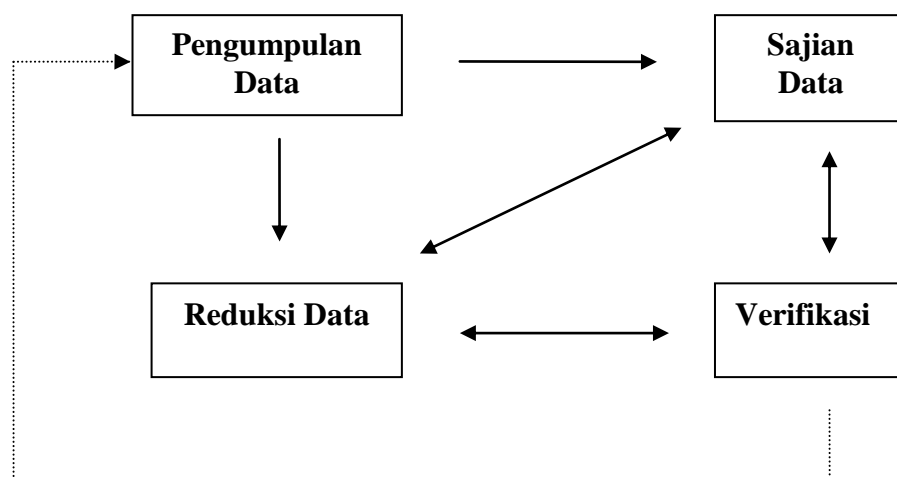 Pengumpulan
Data
Sajian
Data
Reduksi Data
Verifikasi